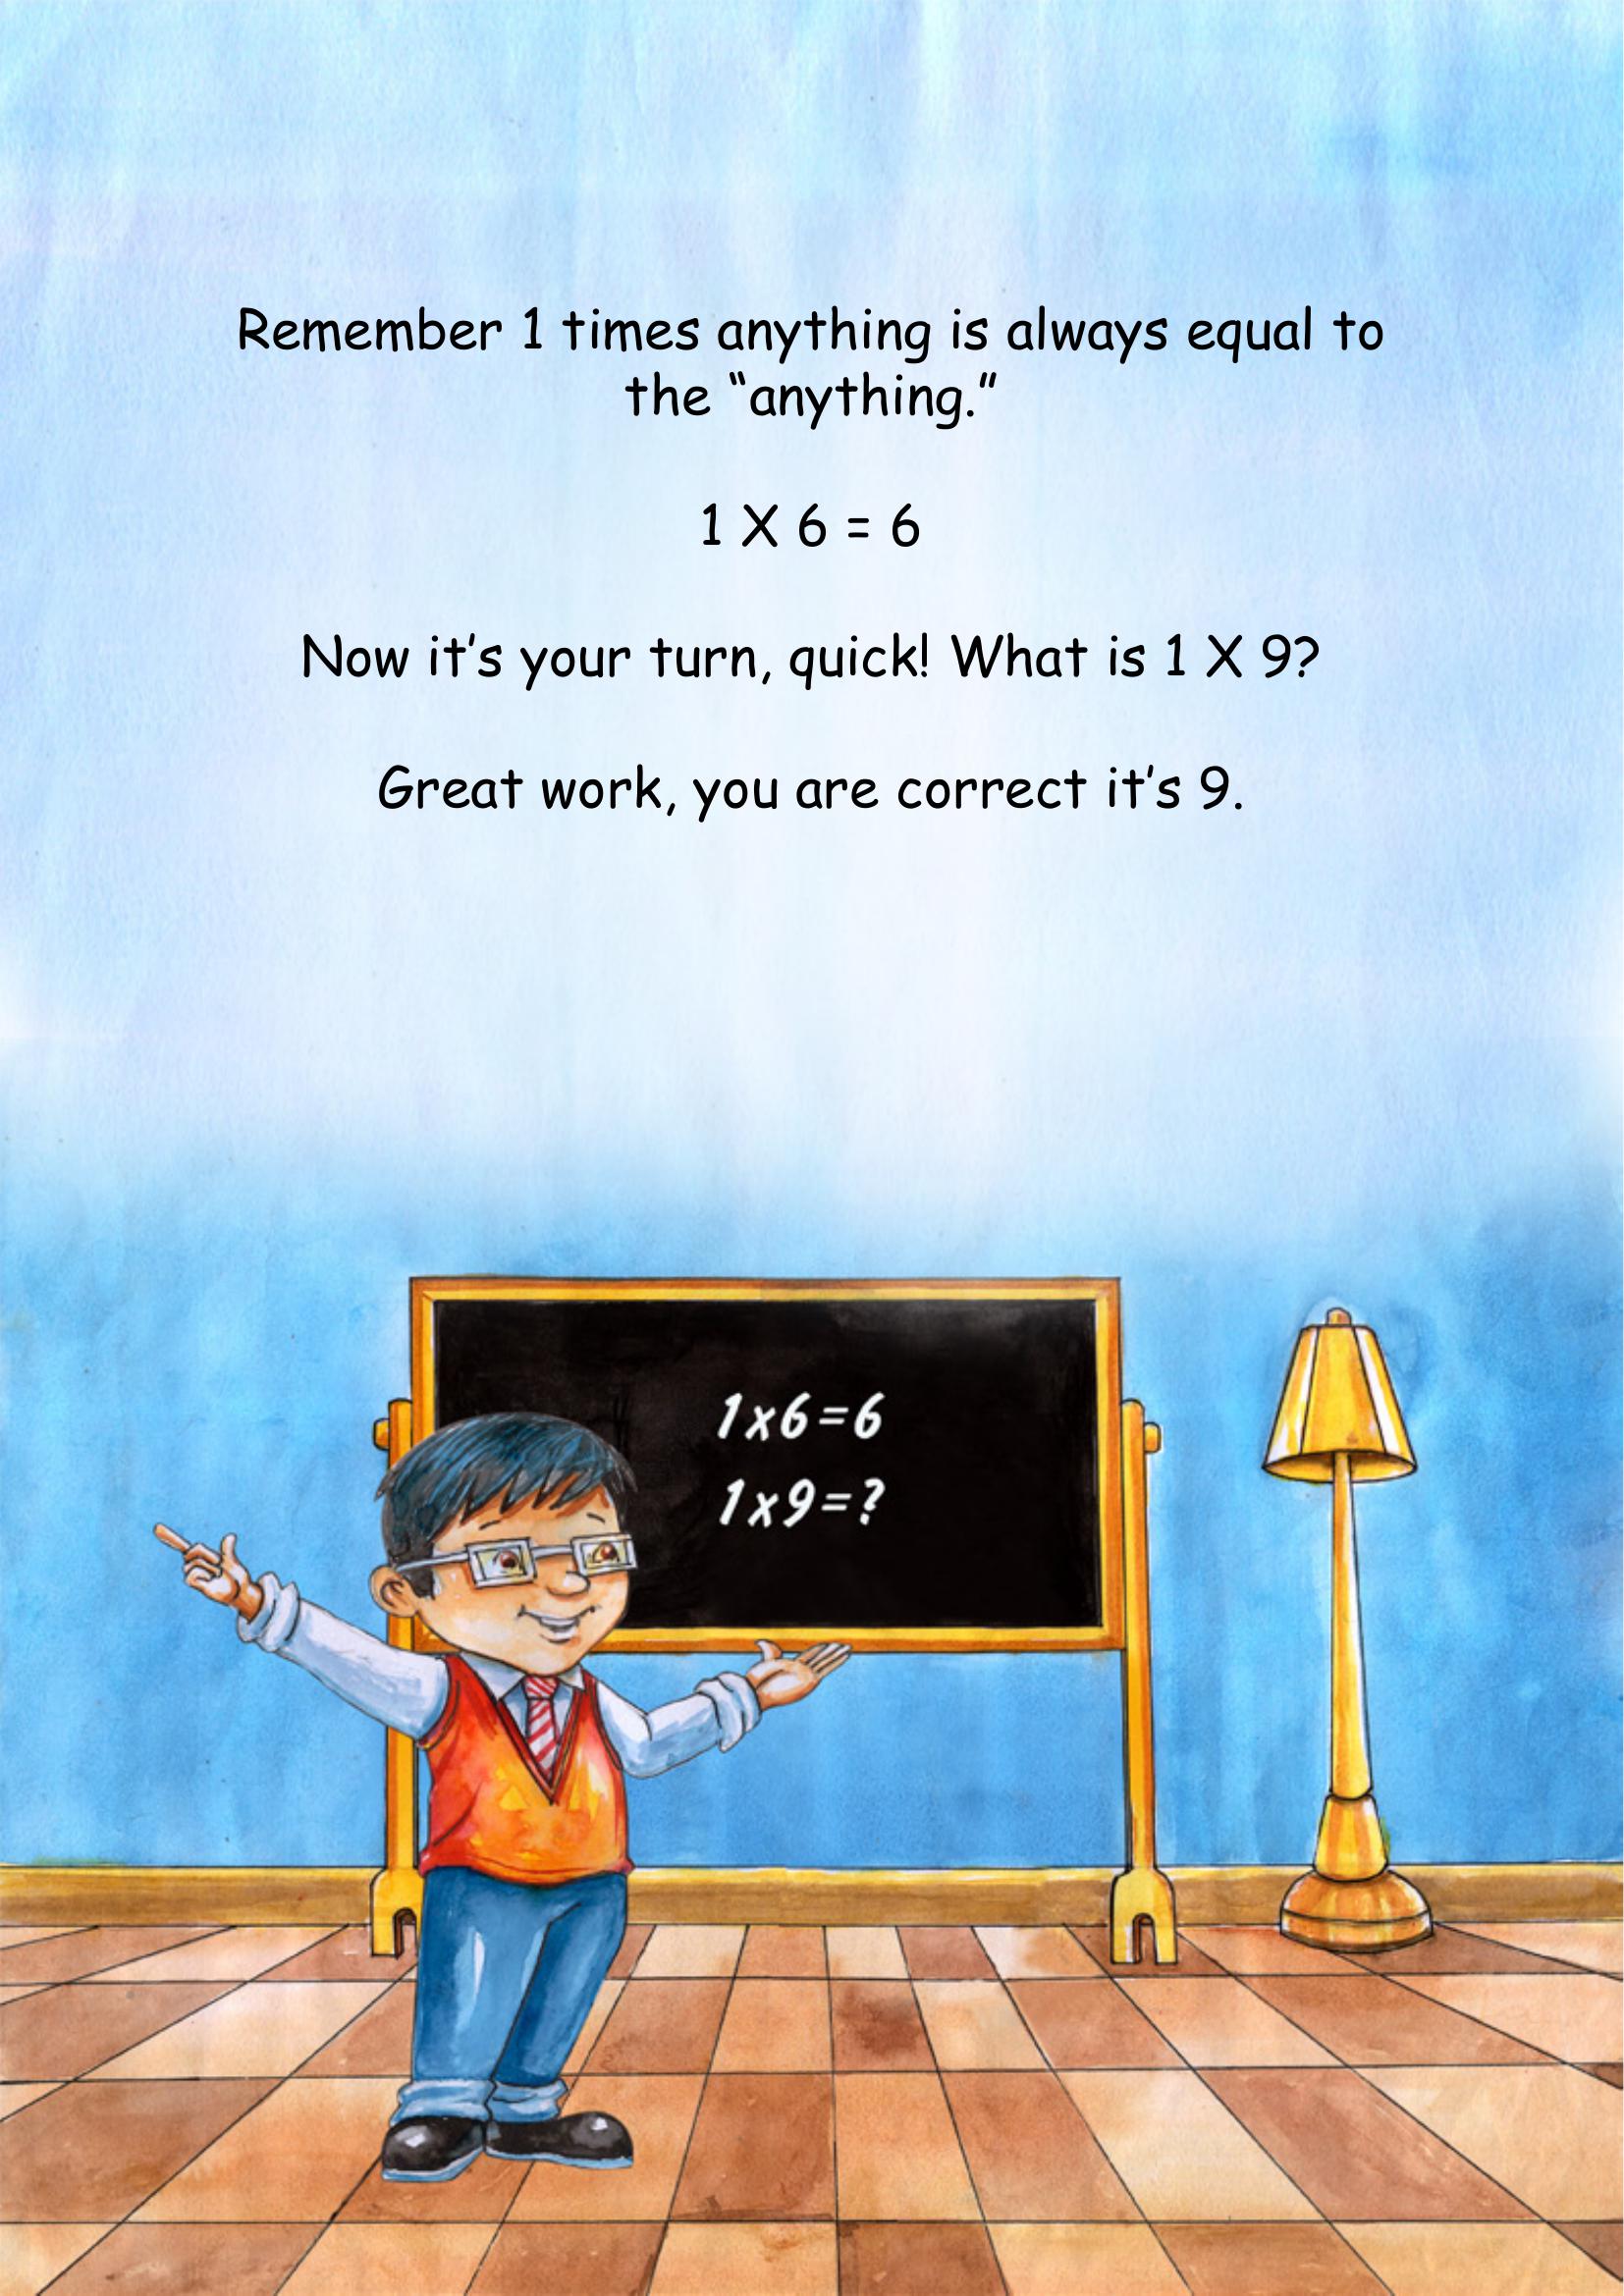 Remember 1 times anything is always equal to
the “anything.”
1 X 6 = 6
Now it’s your turn, quick! What is 1 X 9?
Great work, you are correct it’s 9.
1x6=6
1x9=?